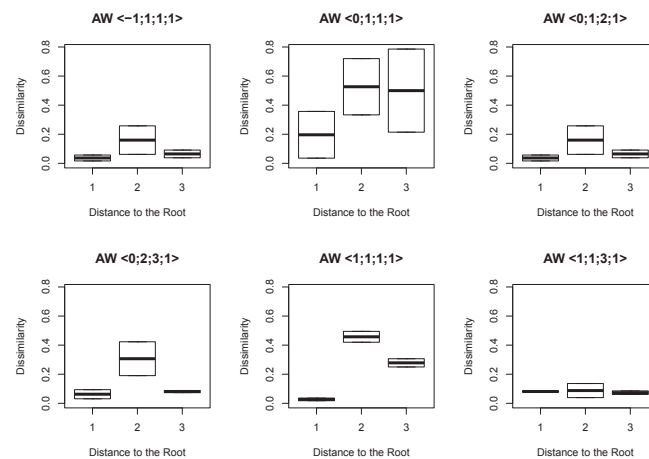 AW <−1;1;1;1>
Dissimilarity
0.0 0.2 0.4 0.6 0.8
1 2 3
Distance to the Root
AW <0;1;1;1>
Dissimilarity
0.0 0.2 0.4 0.6 0.8
1 2 3
Distance to the Root
AW <0;1;2;1>
Dissimilarity
0.0 0.2 0.4 0.6 0.8
1 2 3
Distance to the Root
AW <0;2;3;1>
Dissimilarity
0.0 0.2 0.4 0.6 0.8
1 2 3
Distance to the Root
AW <1;1;1;1>
Dissimilarity
0.0 0.2 0.4 0.6 0.8
1 2 3
Distance to the Root
AW <1;1;3;1>
Dissimilarity
0.0 0.2 0.4 0.6 0.8
1 2 3
Distance to the Root